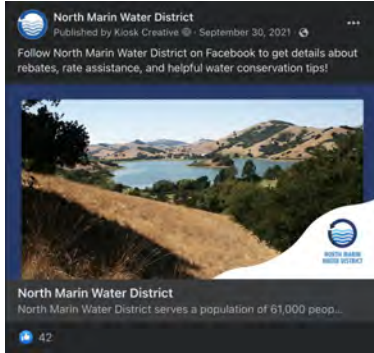 North Marin Water District
Published by Kiosk Creative · September 30, 2021 ·
Follow North Marin Water District on Facebook to get details about
rebates, rate assistance, and helpful water conservation tips!
NORTH MARIN
WATER DISTRICT
North Marin Water District
North Marin Water District serves a population of 61,000 peop...
42